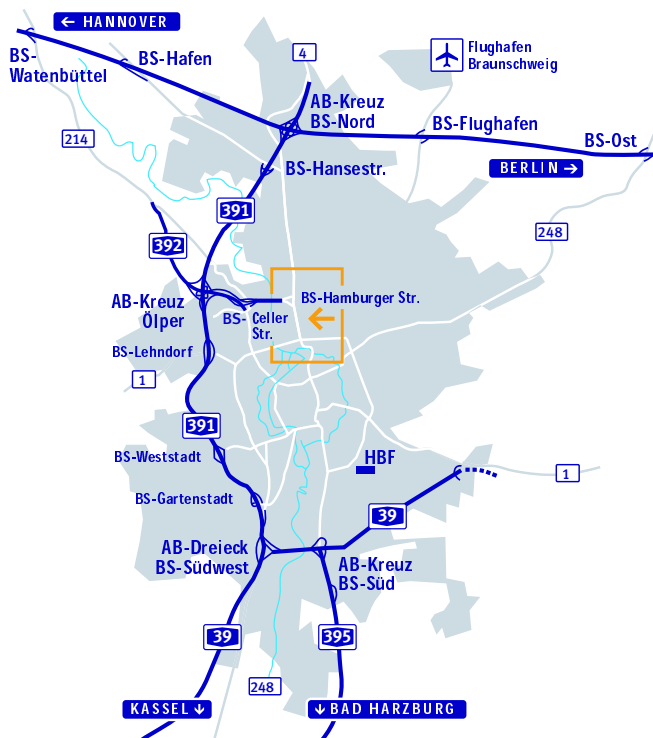 ← HANNOVER
4
BS-
Watenbüttel
BS-Hafen
Flughafen
Braunschweig
AB-Kreuz
BS-Nord
BS-Flughafen
BS-Ost
214
BS-Hansestr.
BERLIN →
391
392
248
AB-Kreuz
Ölper
BS-Hamburger Str.
BS- Celler
Str.
BS-Lehndorf
1
391
BS-Weststadt
HBF
1
BS-Gartenstadt
39
AB-Dreieck
BS-Südwest
AB-Kreuz
BS-Süd
39
395
248
KASSEL ↓
↓ BAD HARZBURG